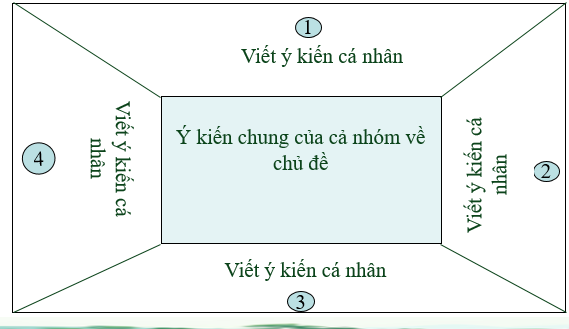 1
Viết ý kiến cá nhân
4
Viết ý kiến cá
nhân
Ý kiến chung của cả nhóm về
chủ đề
Viết ý kiến cá
nhân
2
Viết ý kiến cá nhân
3